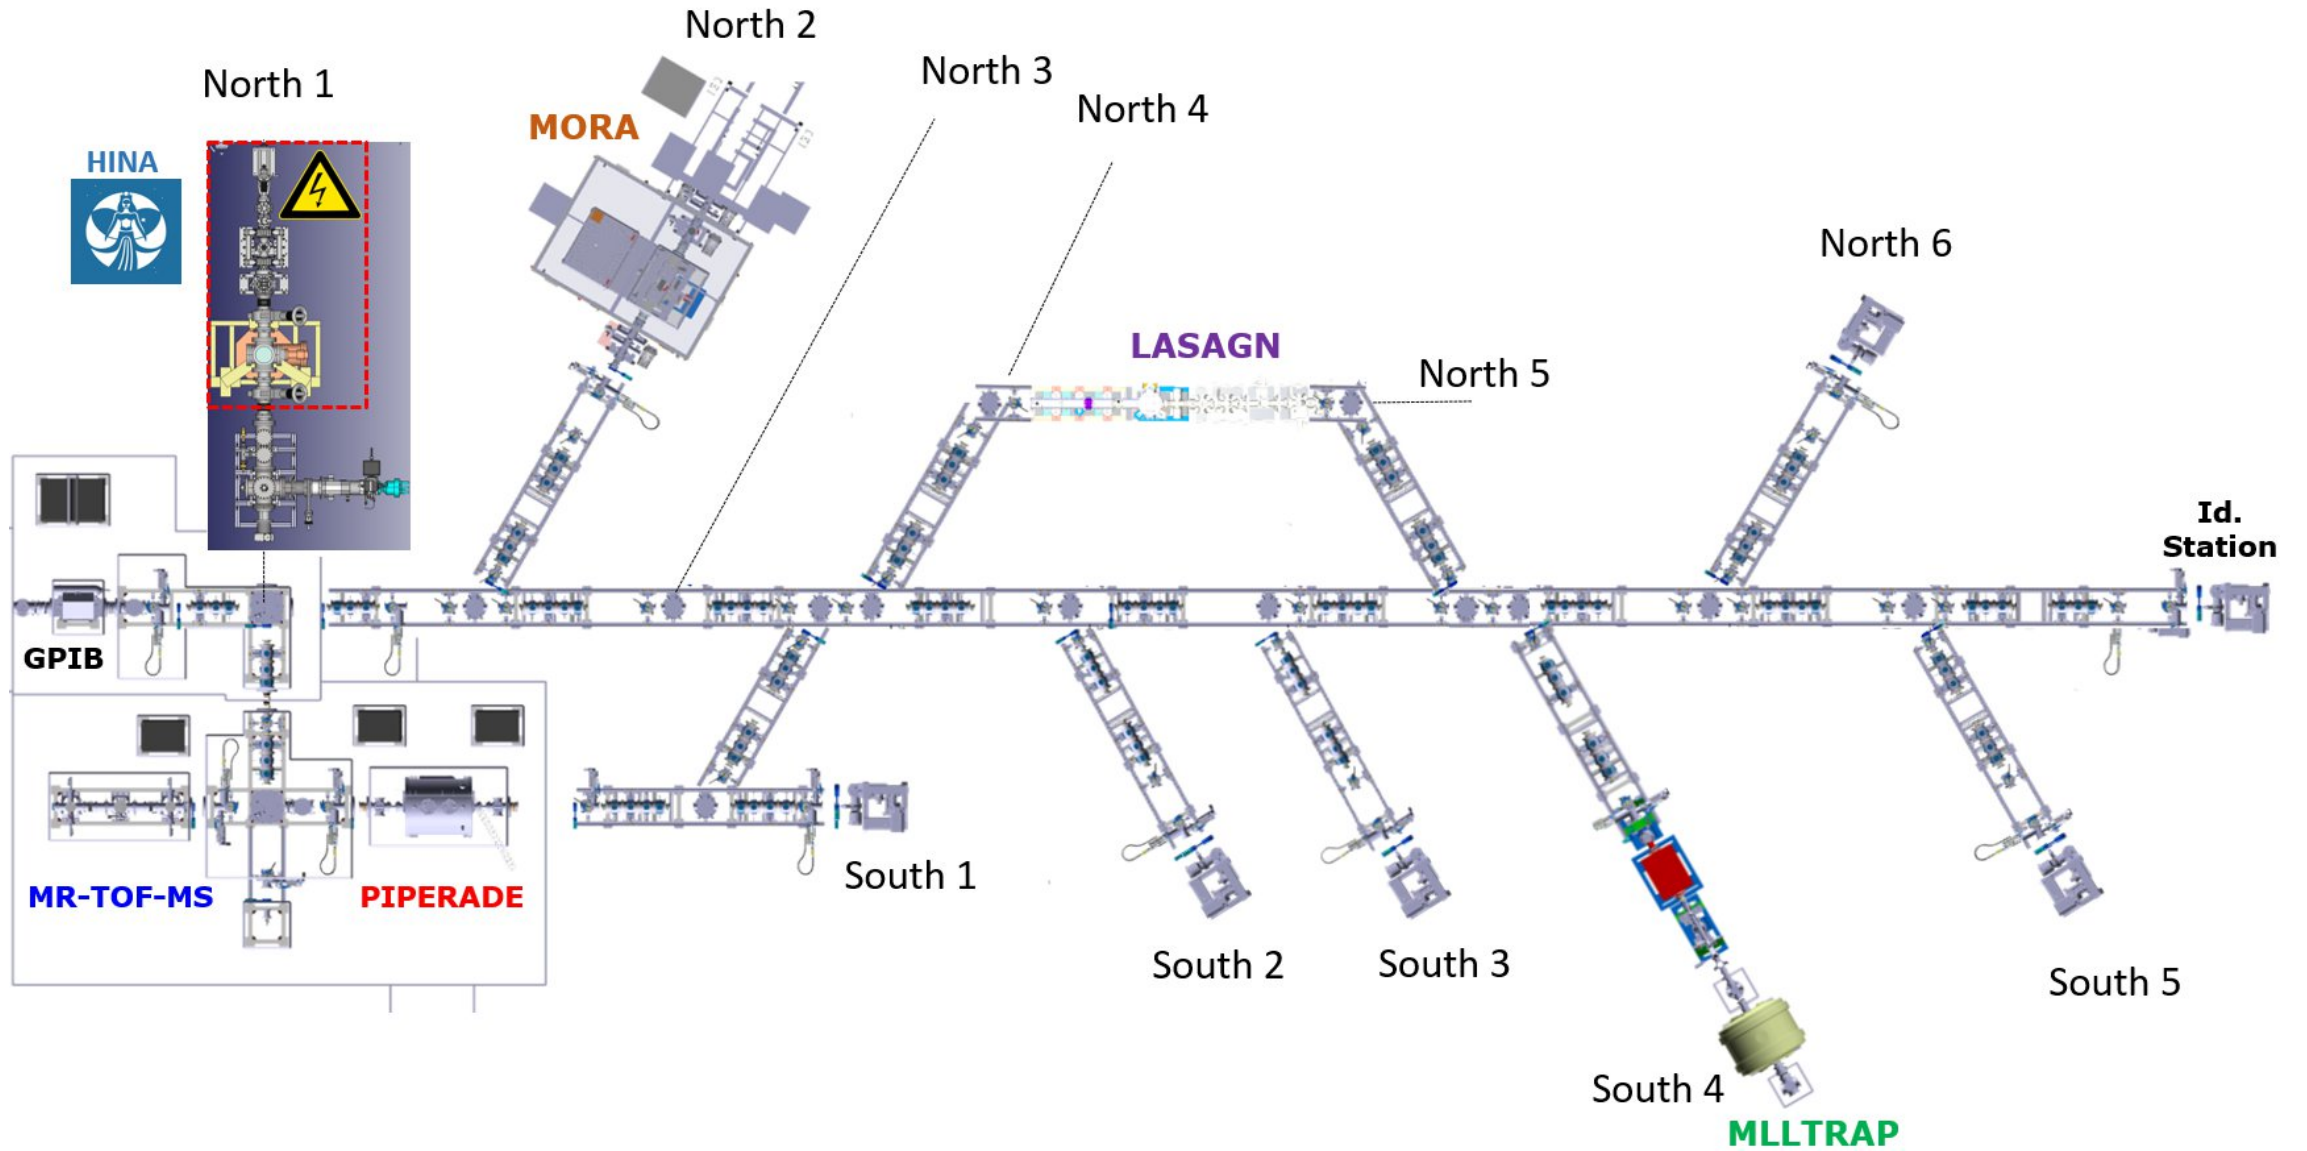 North 2
North 3
North 1
North 4
MORA
HINA
North 6
LASAGN
North 5
Id.
Station
GPIB
MR-TOF-MS
PIPERADE
South 1
South 2
South 3
South 5
South 4
MLLTRAP